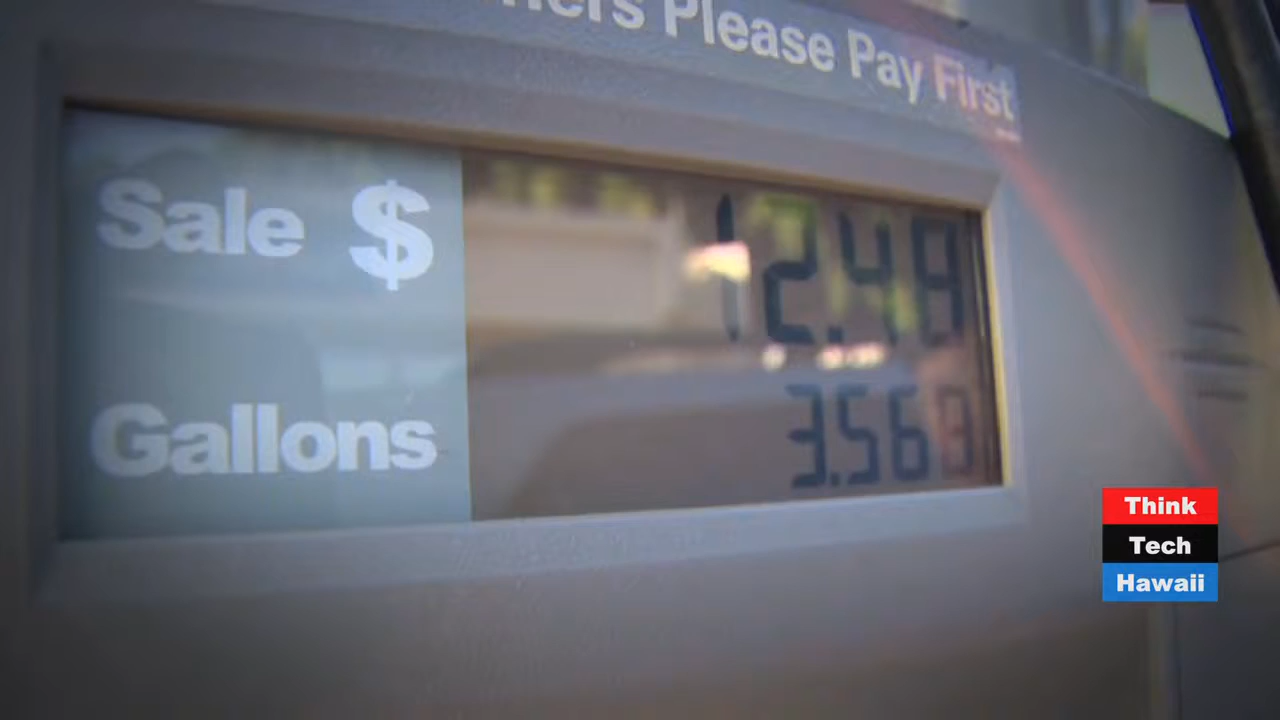 Please Pay First
Sale $ 12.48
Gallons 3.56
Think
Tech
Hawaii